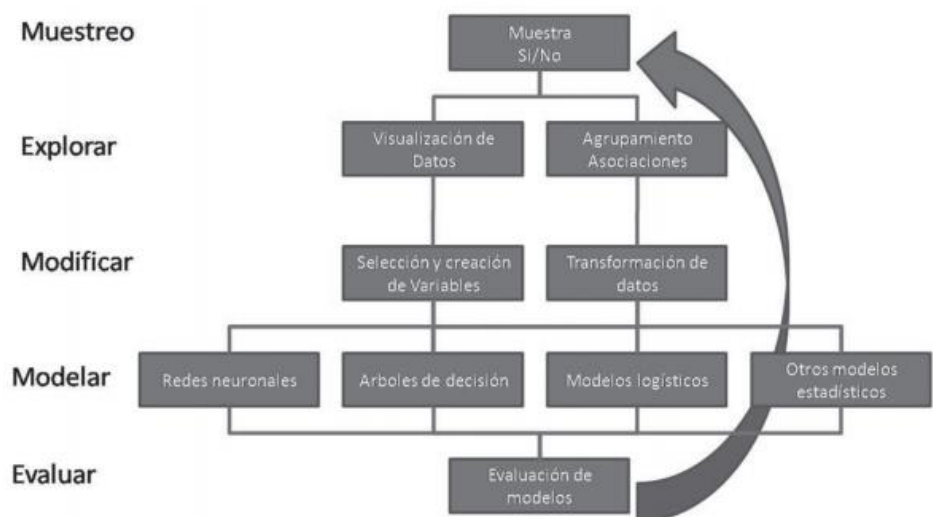 Muestreo
Muestra
Si/No
Explorar
Visualización de
Datos
Agrupamiento
Asociaciones
Modificar
Selección y creación
de Variables
Transformación de
datos
Modelar
Redes neuronales
Arboles de decisión
Modelos logísticos
Otros modelos
estadísticos
Evaluar
Evaluación de
modelos